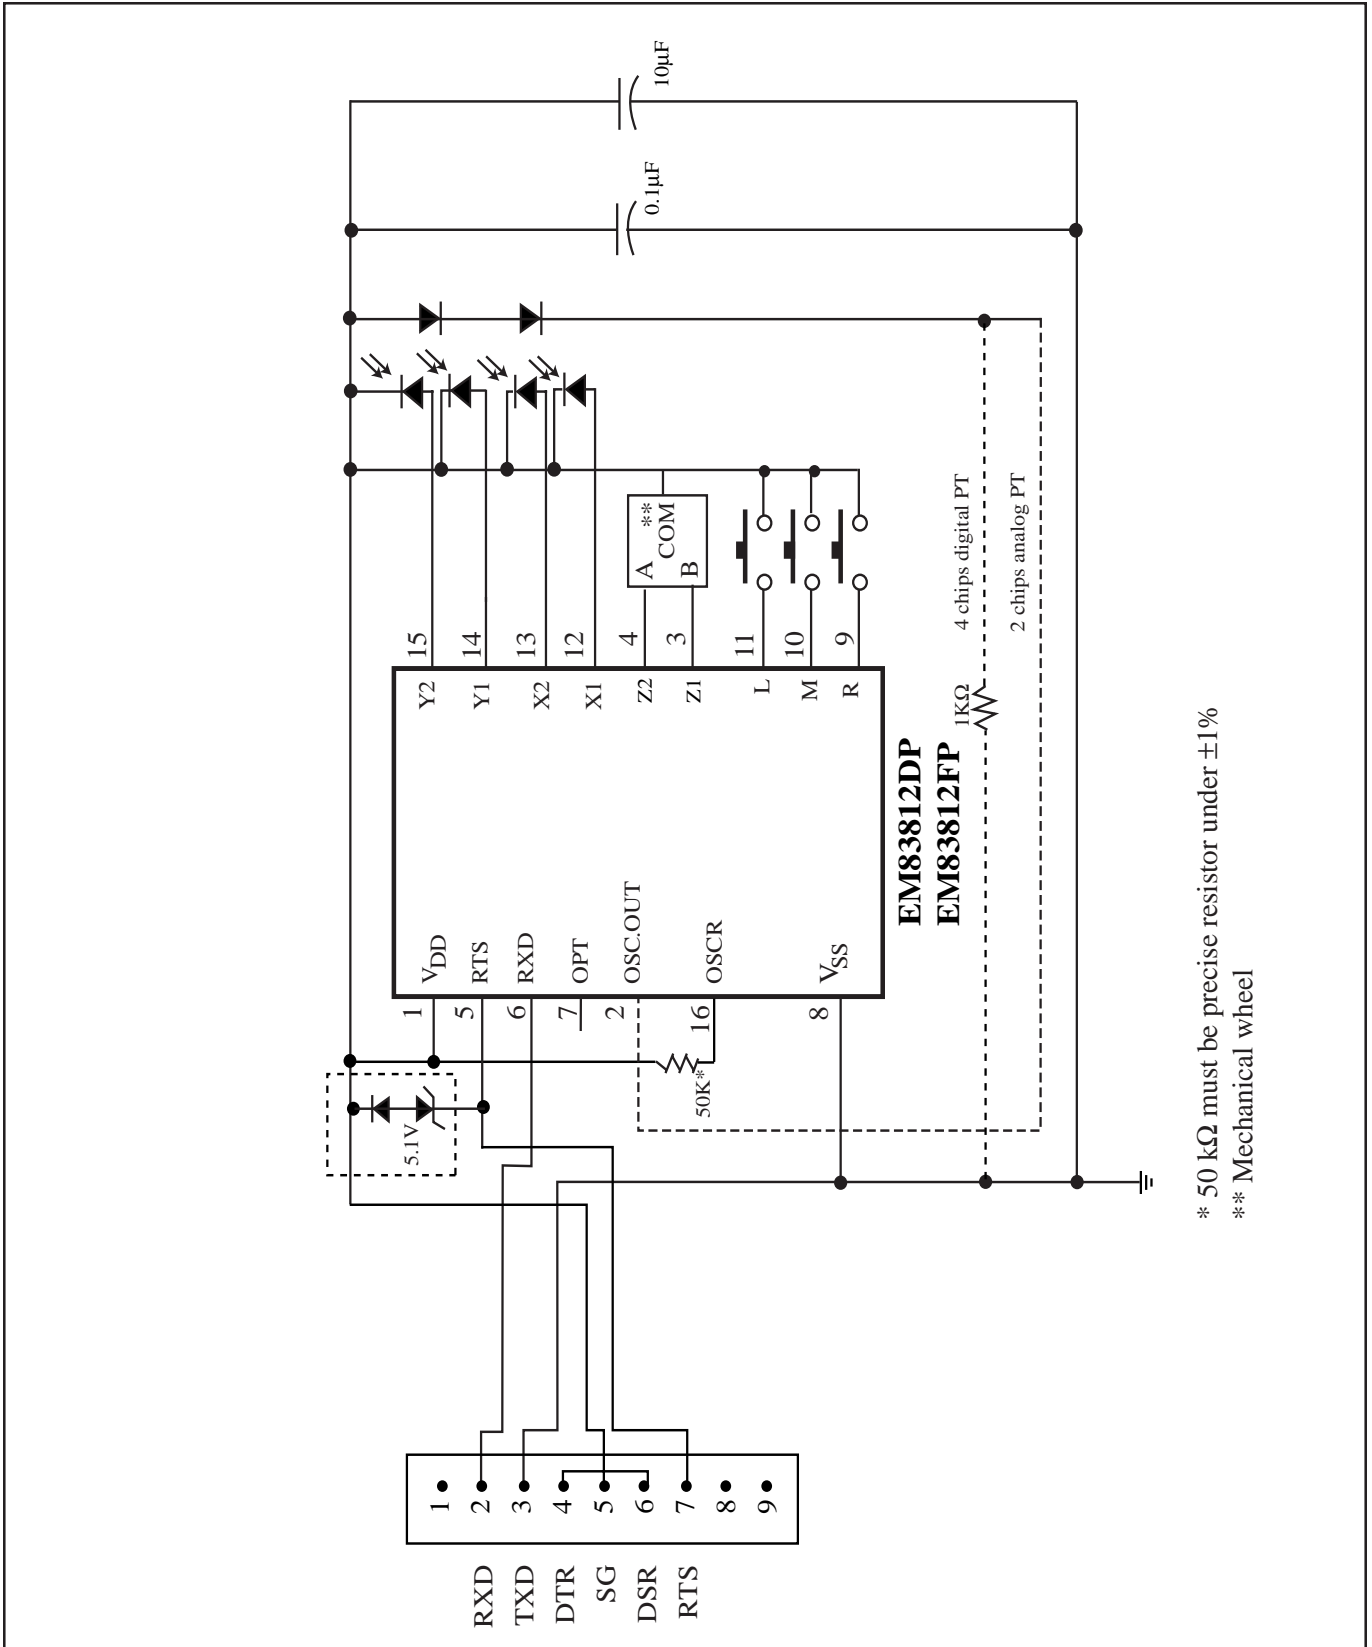 1
RXD 2
TXD 3
DTR 4
SG 5
DSR 6
RTS 7
8
9
5.1V
50K*
1 VDD
5 RTS
6 RXD
7 OPT
2 OSC.OUT
16 OSCR
8 VSS
Y2 15
Y1 14
X2 13
X1 12
Z2 4
Z1 3
L 11
M 10
R 9
A **
COM
B
EM83812DP
EM83812FP
1KΩ
4 chips digital PT
2 chips analog PT
0.1µF
10µF
* 50 kΩ must be precise resistor under ±1%
** Mechanical wheel